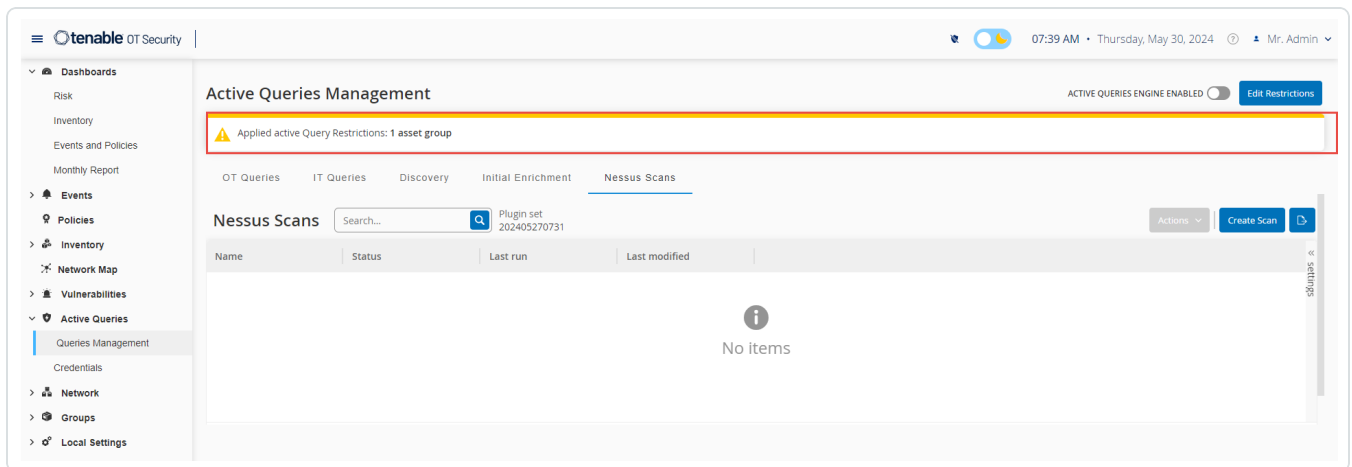 tenable OT Security
07:39 AM • Thursday, May 30, 2024
Mr. Admin
Dashboards
Risk
Inventory
Events and Policies
Monthly Report
Events
Policies
Inventory
Network Map
Vulnerabilities
Active Queries
Queries Management
Credentials
Network
Groups
Local Settings
Active Queries Management
ACTIVE QUERIES ENGINE ENABLED
Edit Restrictions
Applied active Query Restrictions: 1 asset group
OT Queries IT Queries Discovery Initial Enrichment Nessus Scans
Nessus Scans
Search...
Plugin set
202405270731
Actions
Create Scan
Name Status Last run Last modified
settings
No items